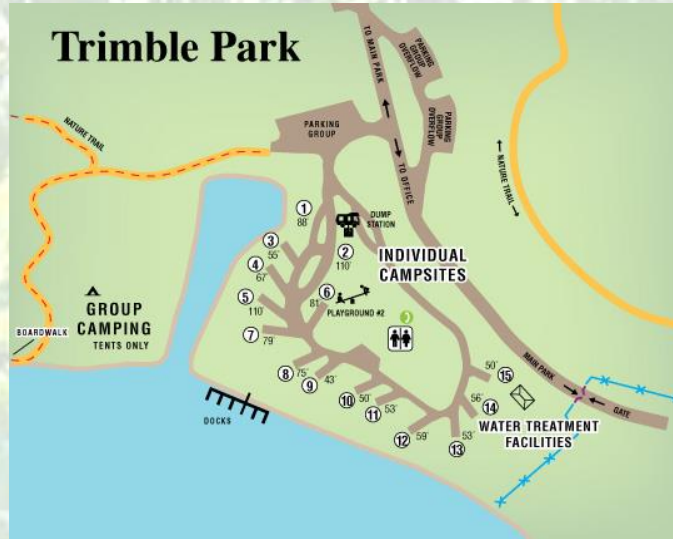 Trimble Park
TO MAIN PARK
PARKING
GROUP
OVERFLOW
PARKING
GROUP
OVERFLOW
NATURE TRAIL
PARKING
GROUP
TO OFFICE
NATURE TRAIL
1
88'
DUMP
STATION
2
110'
3
55'
4
67'
INDIVIDUAL
CAMPSITES
5
110'
6
81'
PLAYGROUND #2
GROUP
CAMPING
TENTS ONLY
BOARDWALK
7
79'
8
75'
9
43'
10
50'
11
53'
12
59'
13
53'
14
56'
15
50'
MAIN PARK
GATE
WATER TREATMENT
FACILITIES
DOCKS